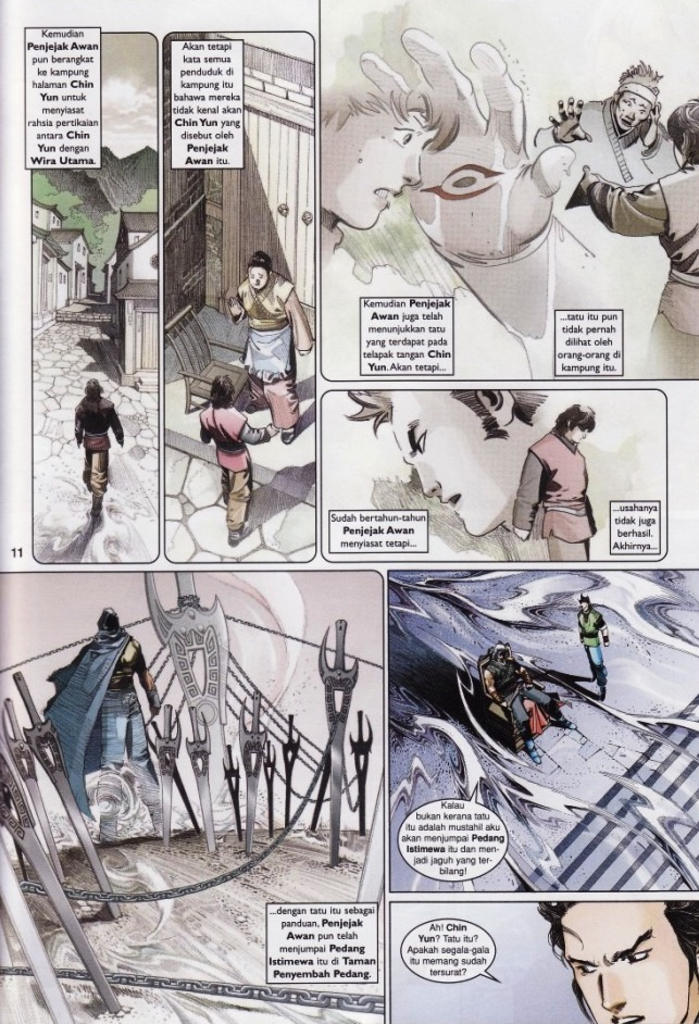 Kemudian
Penjejak Awan
pun berangkat
ke kampung
halaman Chin
Yun untuk
menyiasat
rahsia pertikaian
antara Chin
Yun dengan
Wira Utama.
Akan tetapi
kata semua
penduduk di
kampung itu
bahawa mereka
tidak kenal akan
Chin Yun yang
disebut oleh
Penjejak
Awan itu.
Kemudian Penjejak
Awan juga telah
menunjukkan tatu
yang terdapat pada
telapak tangan Chin
Yun. Akan tetapi...
...tatu itu pun
tidak pernah
dilihat oleh
orang-orang di
kampung itu.
Sudah bertahun-tahun
Penjejak Awan
menyiasat tetapi...
...usahanya
tidak juga
berhasil.
Akhirnya...
11
...dengan tatu itu sebagai
panduan, Penjejak
Awan pun telah
menjumpai Pedang
Istimewa itu di Taman
Penyembah Pedang.
Kalau
bukan kerana tatu
itu adalah mustahil aku
akan menjumpai Pedang
Istimewa itu dan men-
jadi jaguh yang ter-
bilang!
Ah! Chin
Yun? Tatu itu?
Apakah segala-gala
itu memang sudah
tersurat?